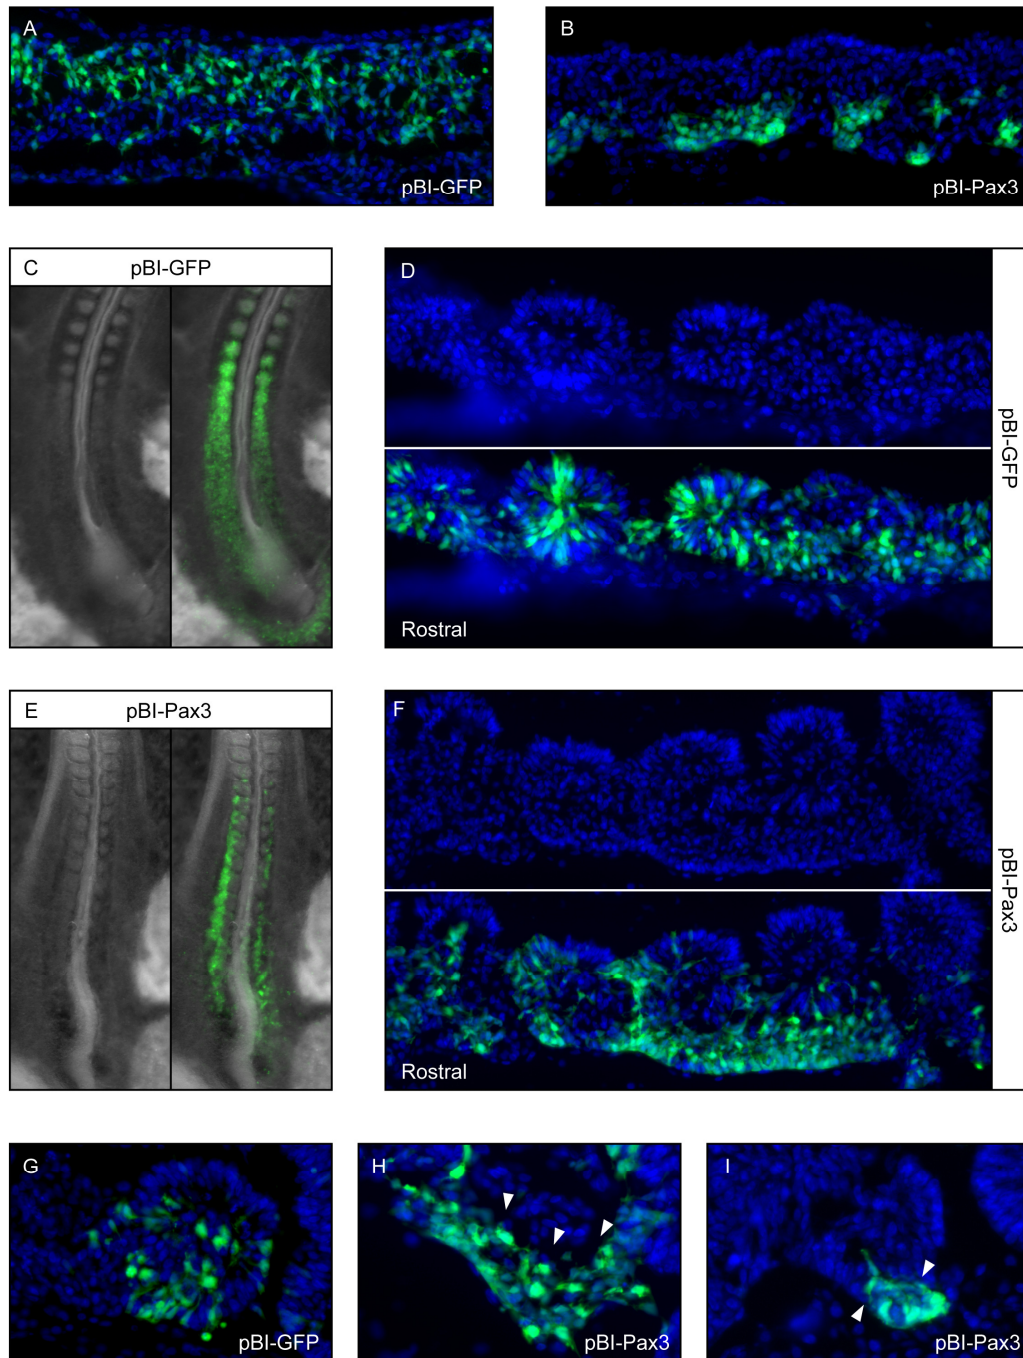 A
pBI-GFP
B
pBI-Pax3
C
pBI-GFP
D
Rostral
pBI-GFP
E
pBI-Pax3
F
Rostral
pBI-Pax3
G
pBI-GFP
H
pBI-Pax3
I
pBI-Pax3